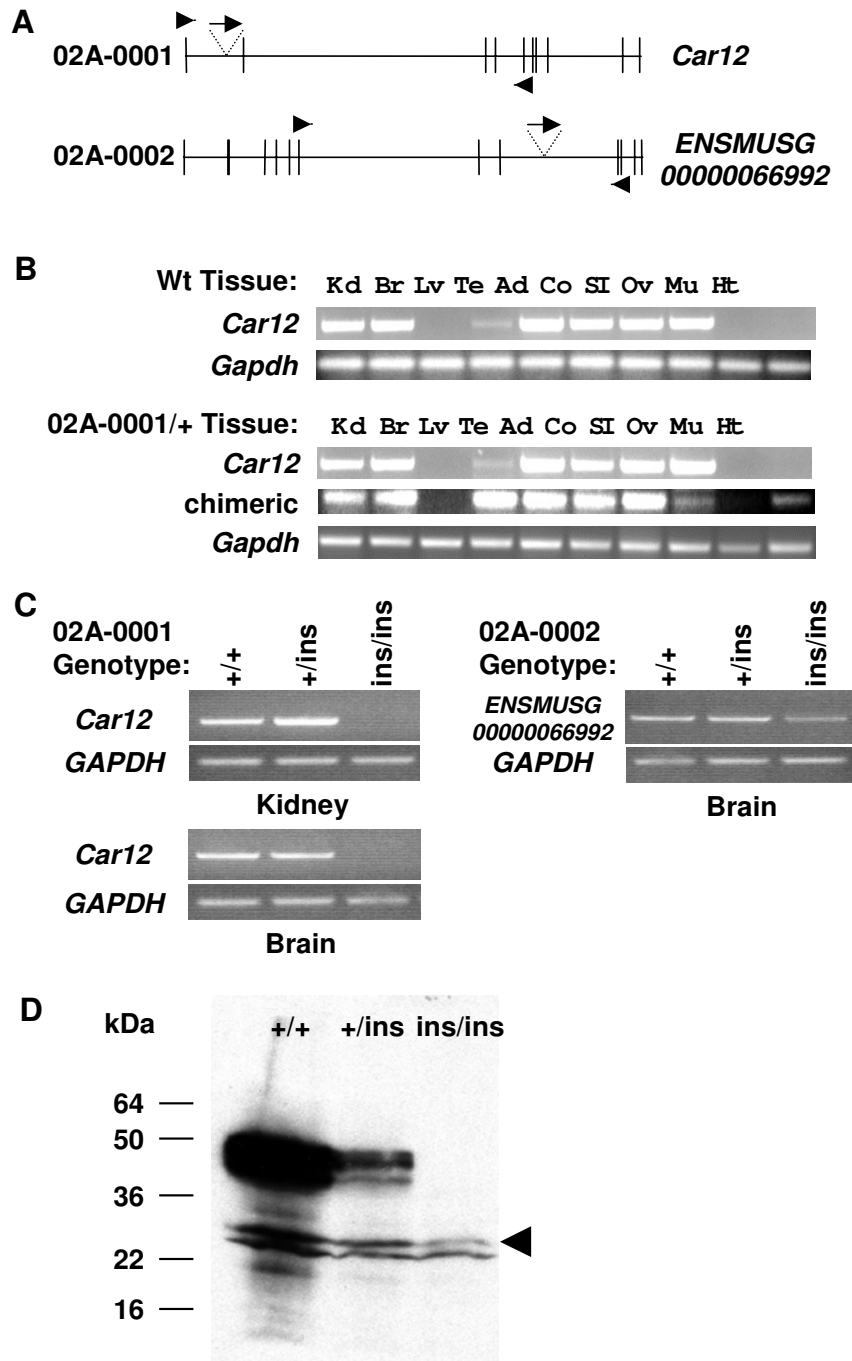 A
02A-0001
Car12
02A-0002
ENSMUSG
00000066992
B
Wt Tissue: Kd Br Lv Te Ad Co SI Ov Mu Ht
Car12
Gapdh
02A-0001/+ Tissue: Kd Br Lv Te Ad Co SI Ov Mu Ht
Car12
chimeric
Gapdh
C
02A-0001
Genotype: +/+ +/ins ins/ins
Car12
GAPDH
Kidney
Car12
GAPDH
Brain
02A-0002
Genotype: +/+ +/ins ins/ins
ENSMUSG
00000066992
GAPDH
Brain
D
kDa +/+ +/ins ins/ins
64
50
36
22
16